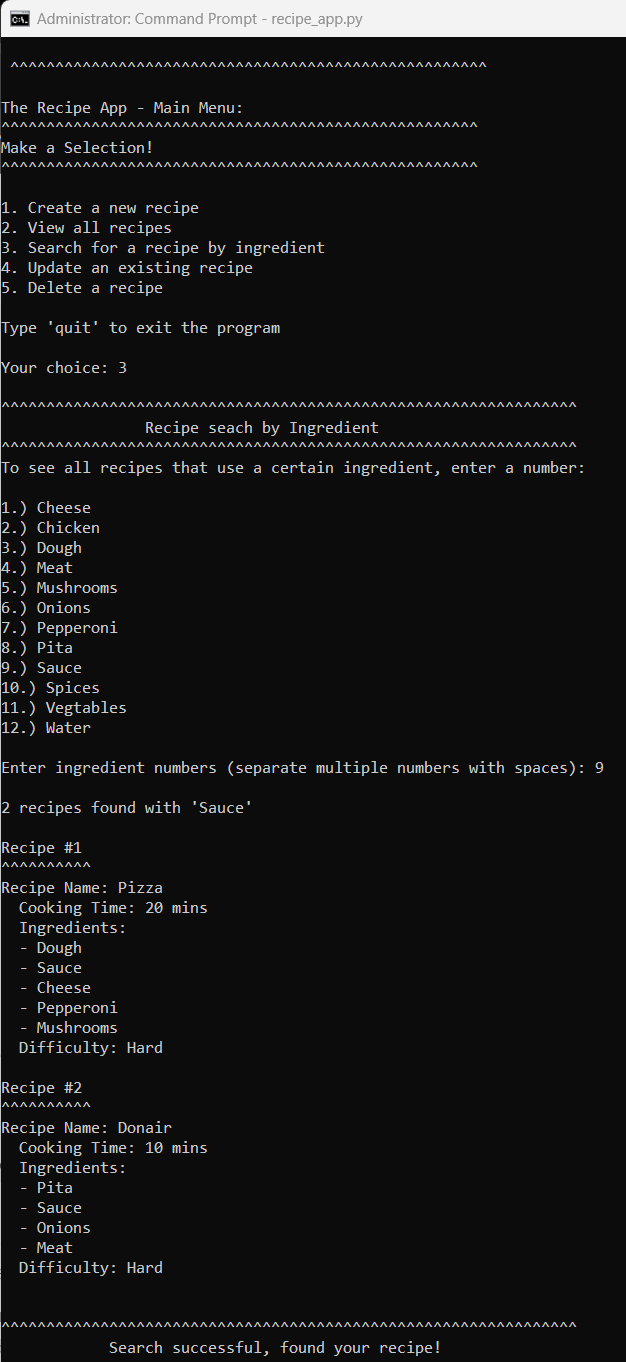 Administrator: Command Prompt - recipe_app.py
^^^^^^^^^^^^^^^^^^^^^^^^^^^^^^^^^^^^^^^^^^^^^^^^^^^^^
The Recipe App - Main Menu:
^^^^^^^^^^^^^^^^^^^^^^^^^^^^^^^^^^^^^^^^^^^^^^^^^^^^^
Make a Selection!
^^^^^^^^^^^^^^^^^^^^^^^^^^^^^^^^^^^^^^^^^^^^^^^^^^^^^
1. Create a new recipe
2. View all recipes
3. Search for a recipe by ingredient
4. Update an existing recipe
5. Delete a recipe
Type 'quit' to exit the program
Your choice: 3
^^^^^^^^^^^^^^^^^^^^^^^^^^^^^^^^^^^^^^^^^^^^^^^^^^^^^^^^^^^^^^^^
Recipe seach by Ingredient
^^^^^^^^^^^^^^^^^^^^^^^^^^^^^^^^^^^^^^^^^^^^^^^^^^^^^^^^^^^^^^^^
To see all recipes that use a certain ingredient, enter a number:
1.) Cheese
2.) Chicken
3.) Dough
4.) Meat
5.) Mushrooms
6.) Onions
7.) Pepperoni
8.) Pita
9.) Sauce
10.) Spices
11.) Vegtables
12.) Water
Enter ingredient numbers (separate multiple numbers with spaces): 9
2 recipes found with 'Sauce'
Recipe #1
^^^^^^^^^^
Recipe Name: Pizza
Cooking Time: 20 mins
Ingredients:
- Dough
- Sauce
- Cheese
- Pepperoni
- Mushrooms
Difficulty: Hard
Recipe #2
^^^^^^^^^^
Recipe Name: Donair
Cooking Time: 10 mins
Ingredients:
- Pita
- Sauce
- Onions
- Meat
Difficulty: Hard
^^^^^^^^^^^^^^^^^^^^^^^^^^^^^^^^^^^^^^^^^^^^^^^^^^^^^^^^^^^^^^^^
Search successful, found your recipe!